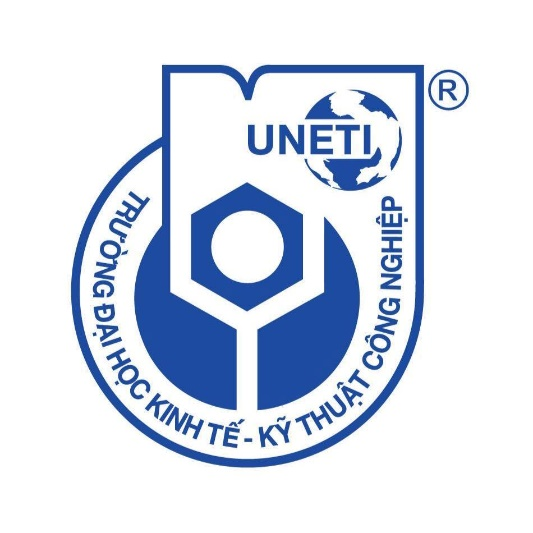 UNETI
®
TRƯỜNG ĐẠI HỌC KINH TẾ - KỸ THUẬT CÔNG NGHIỆP